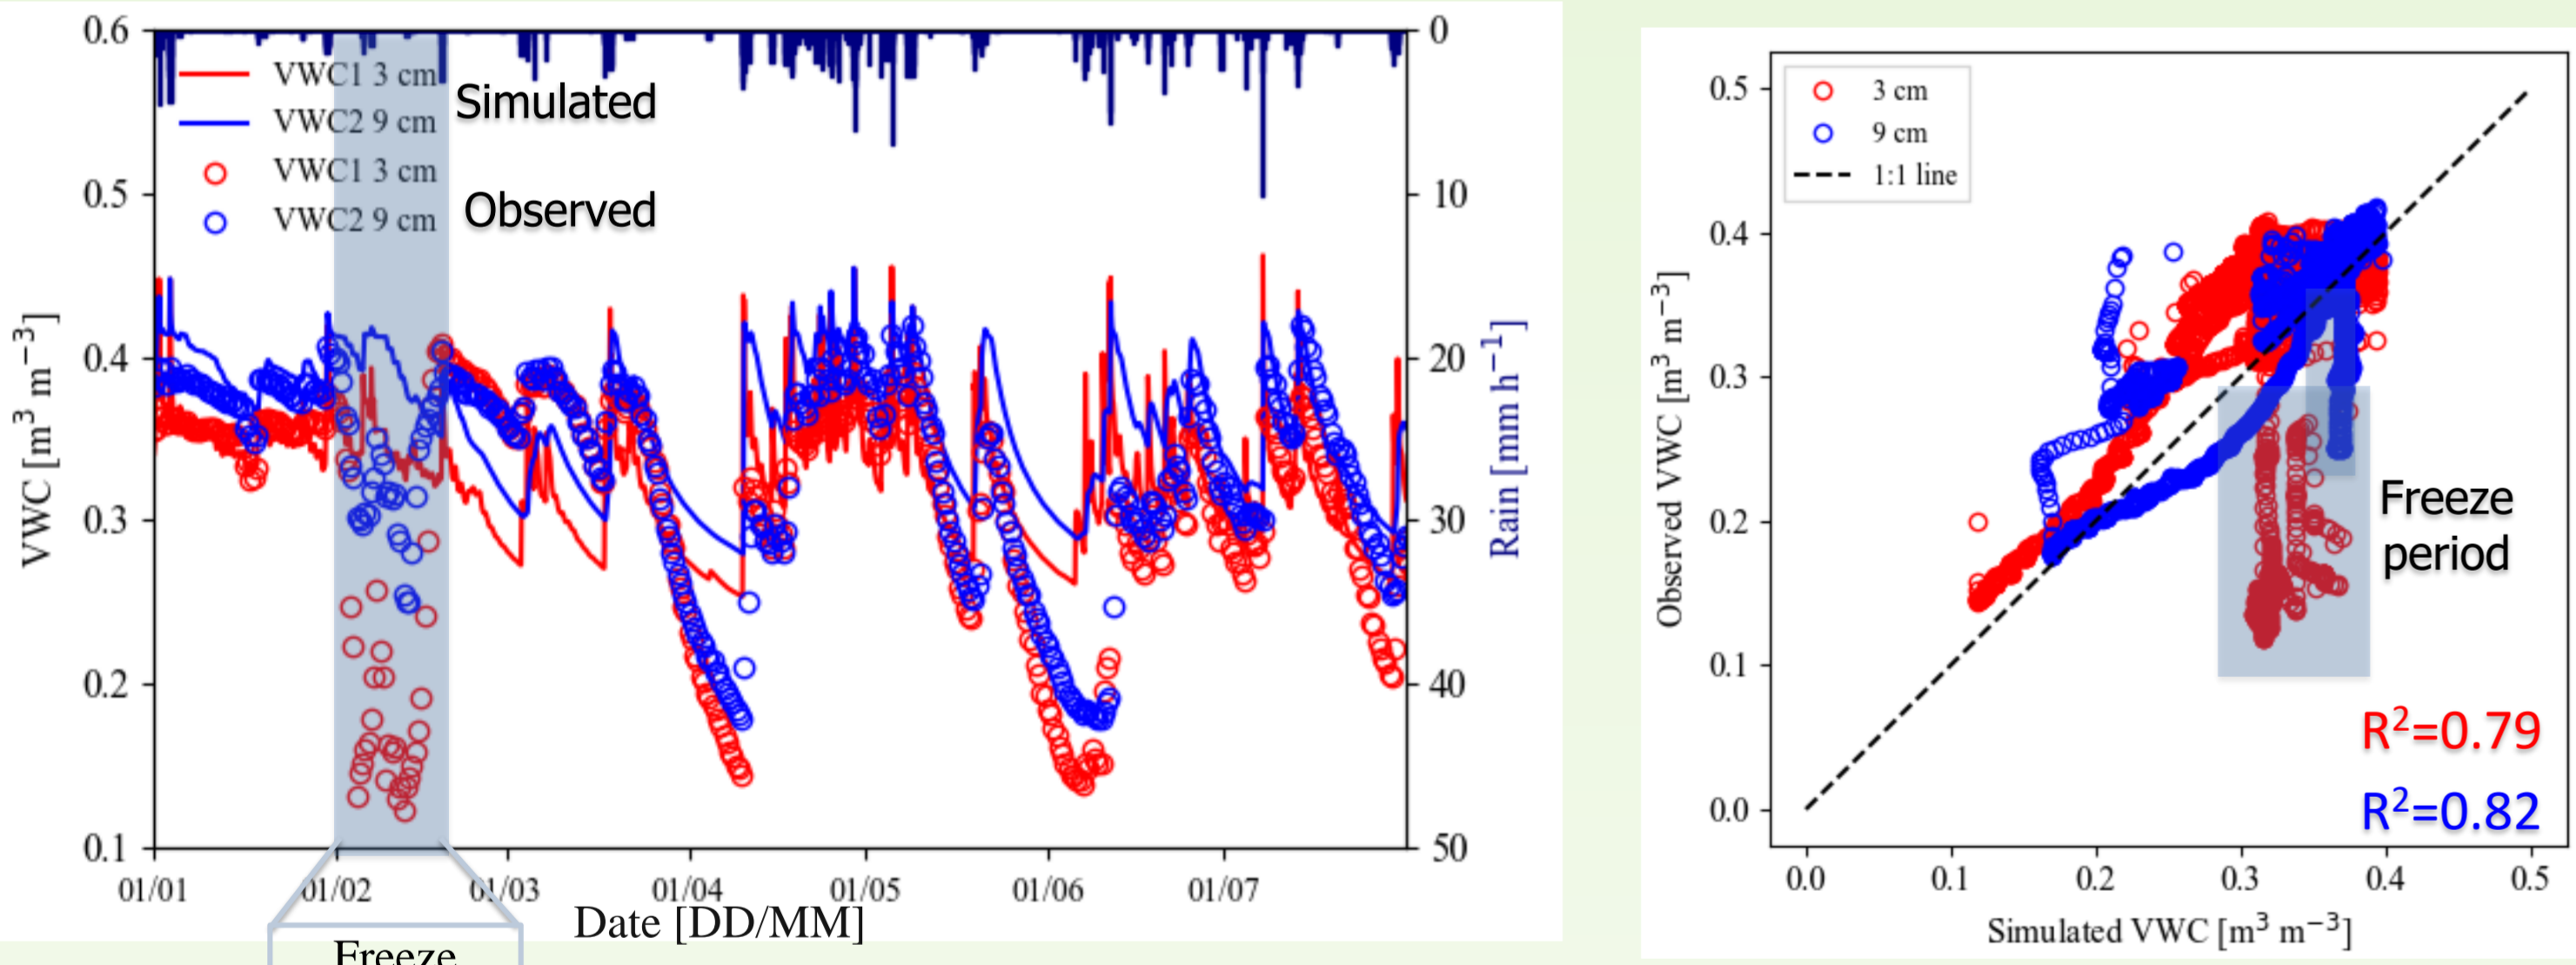 0.6
0.5
0.4
0.3
0.2
0.1
VWC [m³ m⁻³]
VWC1 3 cm
VWC2 9 cm
Simulated
VWC1 3 cm
VWC2 9 cm
Observed
0
10
20
30
40
50
Rain [mm h⁻¹]
01/01 01/02 01/03 01/04 01/05 01/06 01/07
Date [DD/MM]
Freeze
0.5
0.4
0.3
0.2
0.1
0.0
Observed VWC [m³ m⁻³]
3 cm
9 cm
1:1 line
Freeze
period
R²=0.79
R²=0.82
0.0 0.1 0.2 0.3 0.4 0.5
Simulated VWC [m³ m⁻³]